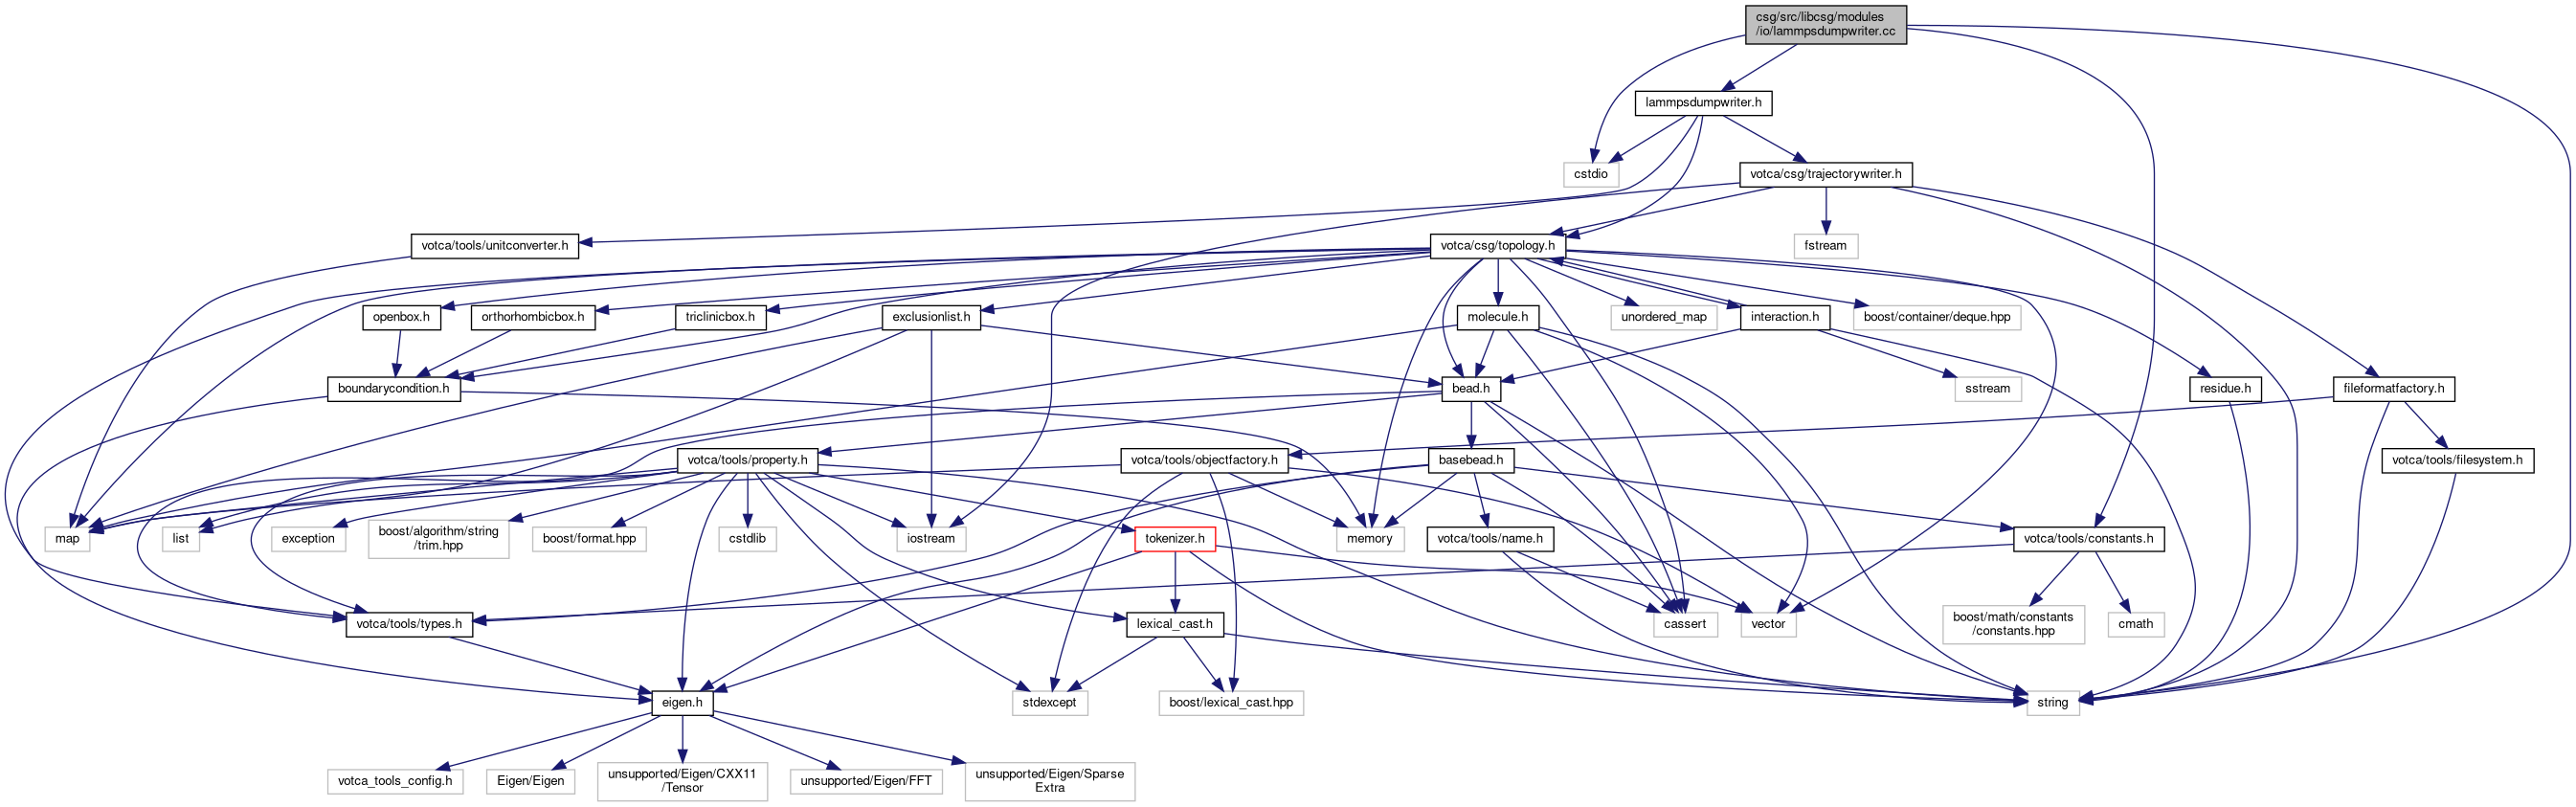 csg/src/libcsg/modules
/io/lammpsdumpwriter.cc
lammpsdumpwriter.h
cstdio
votca/csg/trajectorywriter.h
votca/tools/unitconverter.h
votca/csg/topology.h
fstream
openbox.h
orthorhombicbox.h
triclinicbox.h
exclusionlist.h
molecule.h
unordered_map
interaction.h
boost/container/deque.hpp
boundarycondition.h
bead.h
sstream
residue.h
fileformatfactory.h
votca/tools/property.h
votca/tools/objectfactory.h
basebead.h
votca/tools/filesystem.h
map
list
exception
boost/algorithm/string
/trim.hpp
boost/format.hpp
cstdlib
iostream
tokenizer.h
memory
votca/tools/name.h
votca/tools/constants.h
votca/tools/types.h
lexical_cast.h
cassert
vector
boost/math/constants
/constants.hpp
cmath
eigen.h
stdexcept
boost/lexical_cast.hpp
string
votca_tools_config.h
Eigen/Eigen
unsupported/Eigen/CXX11
/Tensor
unsupported/Eigen/FFT
unsupported/Eigen/Sparse
Extra